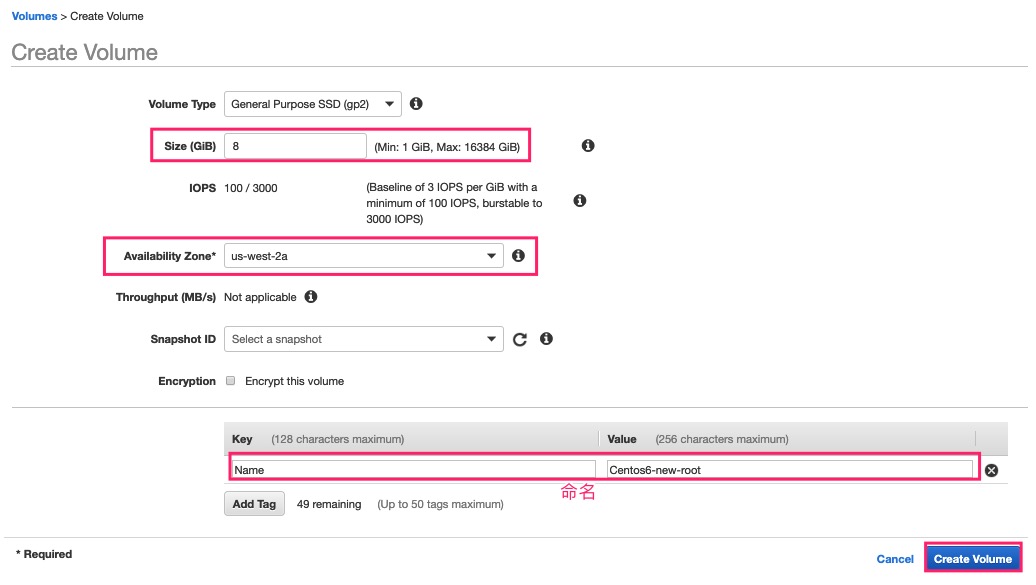 Volumes > Create Volume
Create Volume
Volume Type General Purpose SSD (gp2)
Size (GiB) 8 (Min: 1 GiB, Max: 16384 GiB)
IOPS 100 / 3000 (Baseline of 3 IOPS per GiB with a
minimum of 100 IOPS, burstable to
3000 IOPS)
Availability Zone* us-west-2a
Throughput (MB/s) Not applicable
Snapshot ID Select a snapshot
Encryption Encrypt this volume
Key (128 characters maximum) Value (256 characters maximum)
Name Centos6-new-root
命名
Add Tag 49 remaining (Up to 50 tags maximum)
* Required
Cancel Create Volume